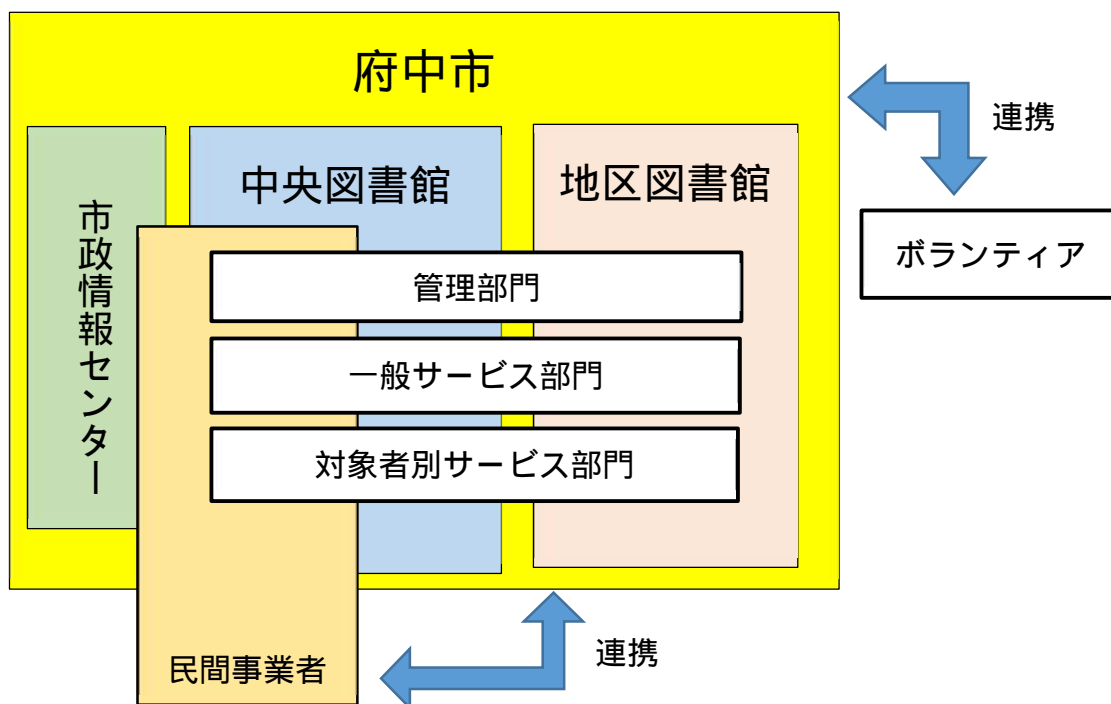 府中市
連携
中央図書館
地区図書館
市政情報センター
ボランティア
管理部門
一般サービス部門
対象者別サービス部門
連携
民間事業者